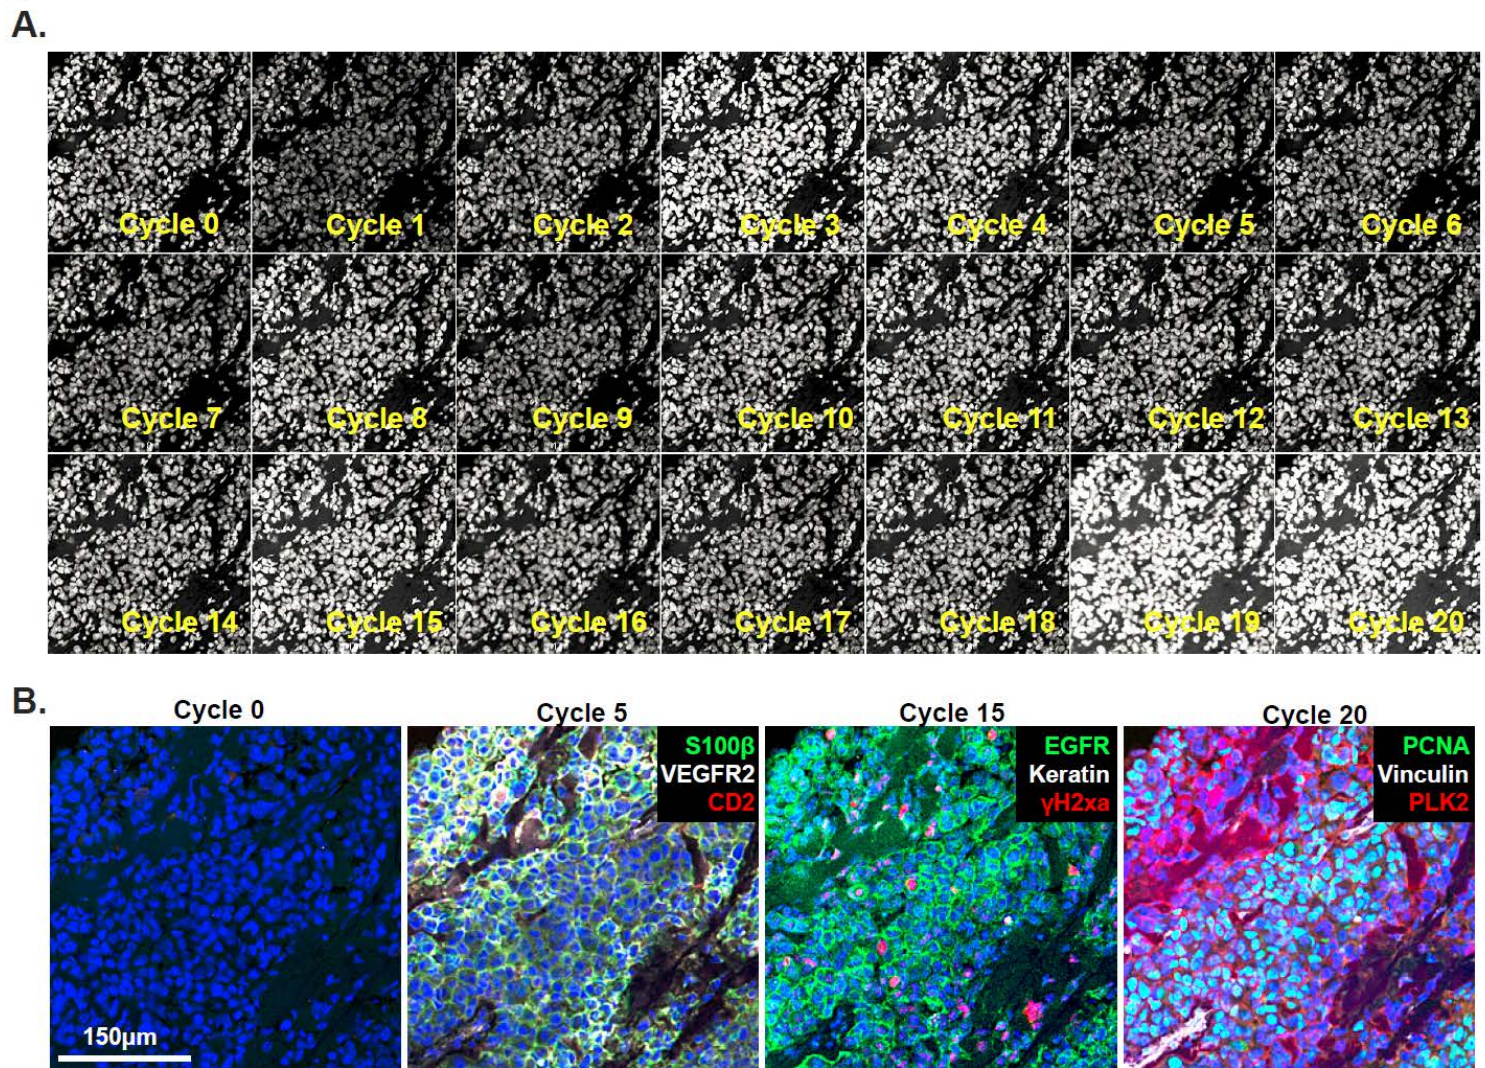 A.
Cycle 0 Cycle 1 Cycle 2 Cycle 3 Cycle 4 Cycle 5 Cycle 6
Cycle 7 Cycle 8 Cycle 9 Cycle 10 Cycle 11 Cycle 12 Cycle 13
Cycle 14 Cycle 15 Cycle 16 Cycle 17 Cycle 18 Cycle 19 Cycle 20
B.
Cycle 0 Cycle 5 Cycle 15 Cycle 20
S100β EGFR PCNA
VEGFR2 Keratin Vinculin
CD2 γH2xa PLK2
150µm